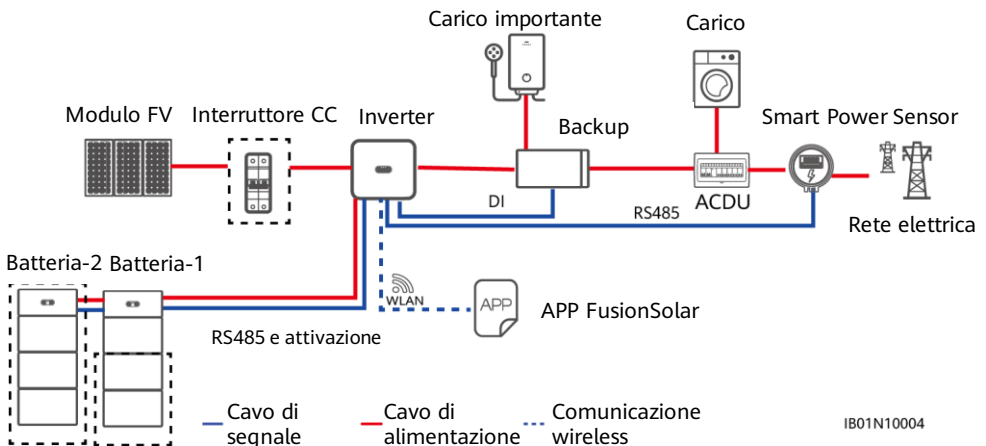 Carico importante
Carico
Modulo FV
Interruttore CC
Inverter
Backup
Smart Power Sensor
DI
RS485
ACDU
Rete elettrica
Batteria-2
Batteria-1
WLAN
APP
APP FusionSolar
RS485 e attivazione
Cavo di
segnale
Cavo di
alimentazione
Comunicazione
wireless
IB01N10004